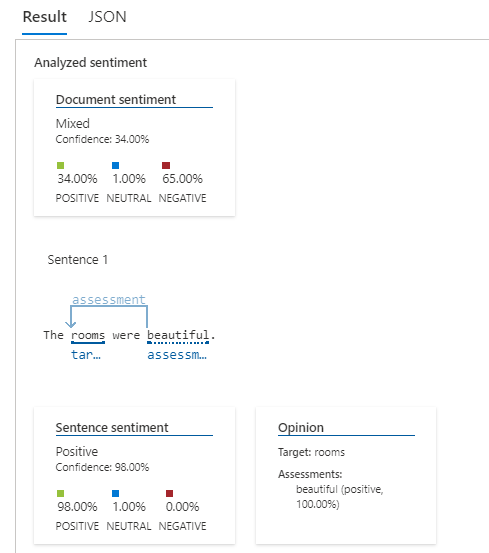 Result JSON
Analyzed sentiment
Document sentiment
Mixed
Confidence: 34.00%
34.00% 1.00% 65.00%
POSITIVE NEUTRAL NEGATIVE
Sentence 1
assessment
The rooms were beautiful.
tar... assessm...
Sentence sentiment
Positive
Confidence: 98.00%
98.00% 1.00% 0.00%
POSITIVE NEUTRAL NEGATIVE
Opinion
Target: rooms
Assessments:
beautiful (positive,
100.00%)